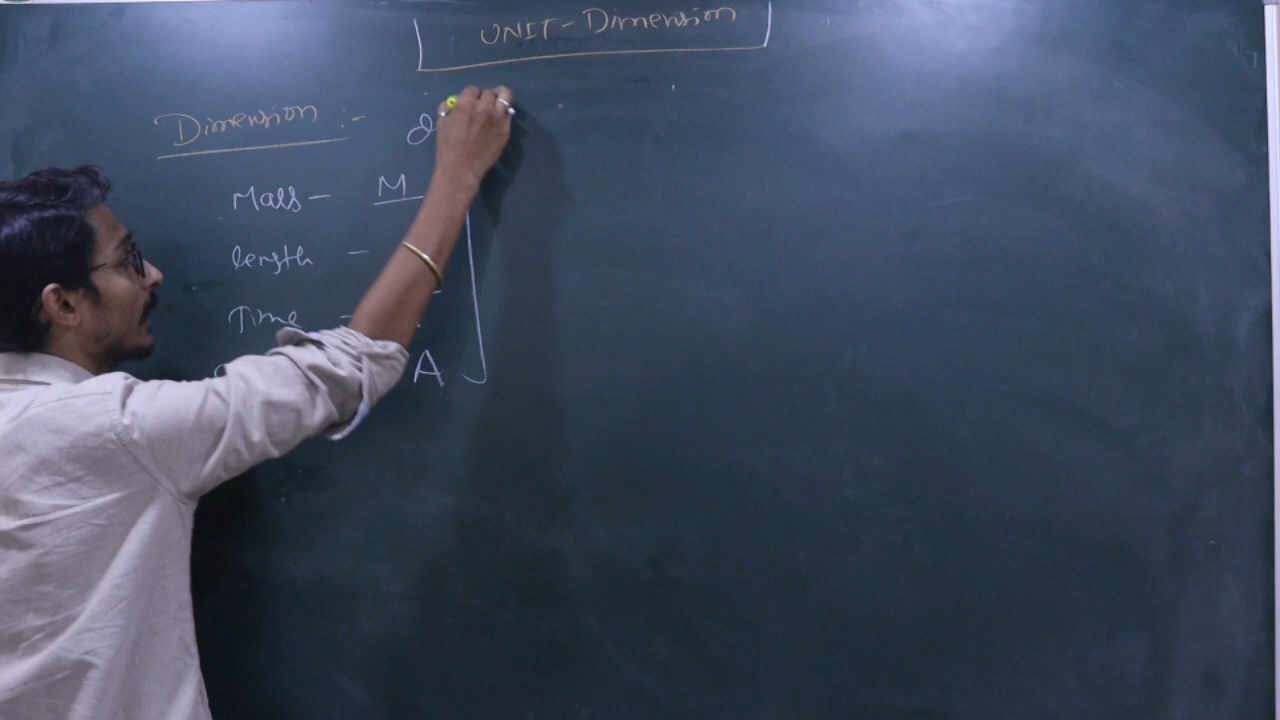 UNIT-Dimension
Dimension :- d
Mass - M
length -
Time -
A